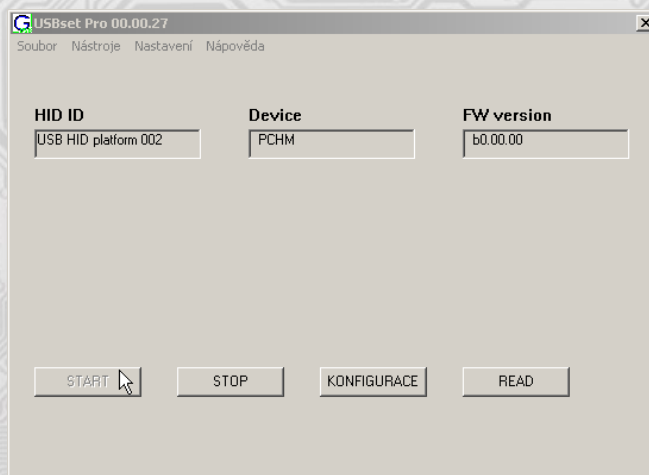 USBset Pro 00.00.27
Soubor Nástroje Nastavení Nápověda
HID ID Device FW version
USB HID platform 002 PCHM b0.00.00
START STOP KONFIGURACE READ